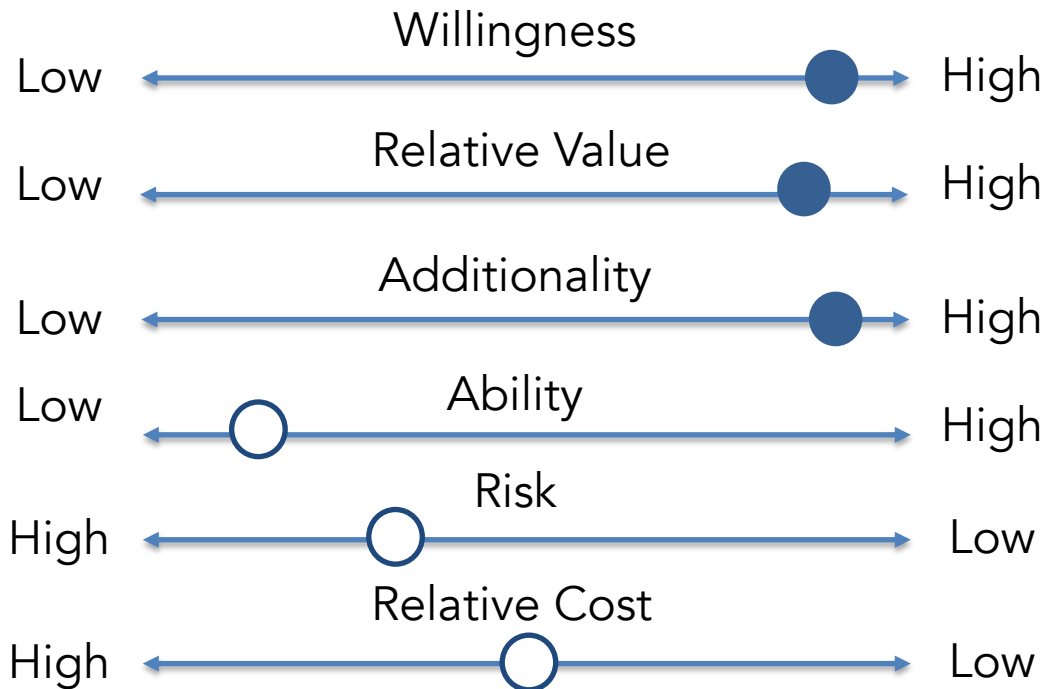 Willingness
Low High
Relative Value
Low High
Additionality
Low High
Ability
Low High
Risk
High Low
Relative Cost
High Low